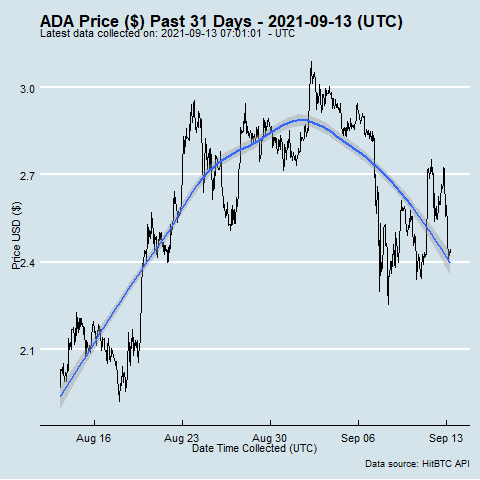 ADA Price ($) Past 31 Days - 2021-09-13 (UTC)
Latest data collected on: 2021-09-13 07:01:01 - UTC
3.0
2.7
2.4
2.1
Price USD ($)
Aug 16 Aug 23 Aug 30 Sep 06 Sep 13
Date Time Collected (UTC)
Data source: HitBTC API